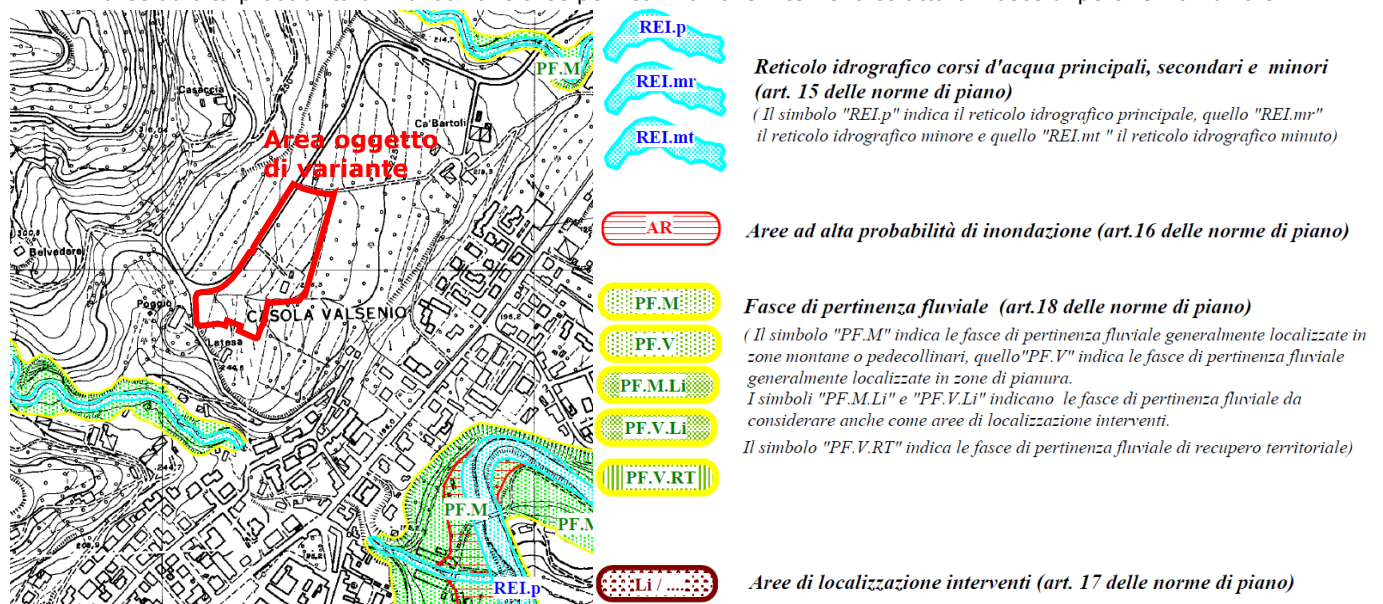 PF.M
Casaccia
Ca'Bartoli
Area oggetto
di variante
Belvedere
Poggio
CASOLA VALSENIO
PF.M
REI.p
REI.p
REI.mr
REI.mt
Reticolo idrografico corsi d'acqua principali, secondari e minori
(art. 15 delle norme di piano)
( Il simbolo "REI.p" indica il reticolo idrografico principale, quello "REI.mr"
il reticolo idrografico minore e quello "REI.mt " il reticolo idrografico minuto)
AR
Aree ad alta probabilità di inondazione (art.16 delle norme di piano)
PF.M
PF.V
PF.M.Li
PF.V.Li
PF.V.RT
Fasce di pertinenza fluviale (art.18 delle norme di piano)
( Il simbolo "PF.M" indica le fasce di pertinenza fluviale generalmente localizzate in
zone montane o pedecollinari, quello"PF.V" indica le fasce di pertinenza fluviale
generalmente localizzate in zone di pianura.
I simboli "PF.M.Li" e "PF.V.Li" indicano le fasce di pertinenza fluviale da
considerare anche come aree di localizzazione interventi.
Il simbolo "PF.V.RT" indica le fasce di pertinenza fluviale di recupero territoriale)
Li / ....
Aree di localizzazione interventi (art. 17 delle norme di piano)